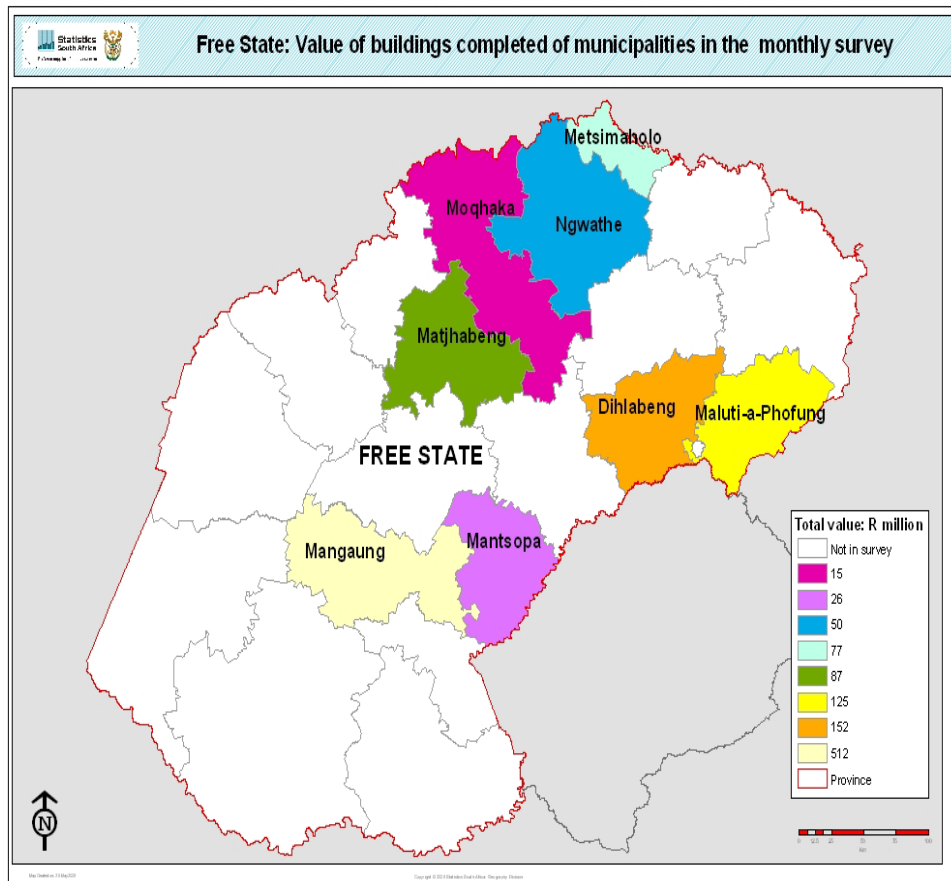 Statistics
South Africa
Free State: Value of buildings completed of municipalities in the monthly survey
Metsimaholo
Moqhaka
Ngwathe
Matjhabeng
Dihlabeng
Maluti-a-Phofung
FREE STATE
Mantsopa
Mangaung
Total value: R million
Not in survey
15
26
50
77
87
125
152
512
Province
N